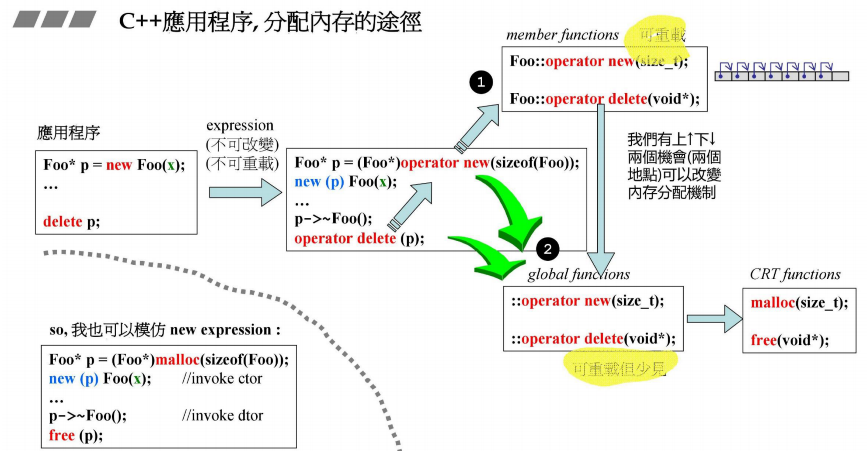 C++應用程序, 分配內存的途徑
member functions 可重載
Foo::operator new(size_t);
Foo::operator delete(void*);
❶
應用程序
Foo* p = new Foo(x);
…
delete p;
expression
(不可改變)
(不可重載)
Foo* p = (Foo*)operator new(sizeof(Foo));
new (p) Foo(x);
…
p->~Foo();
operator delete (p);
我們有上↑下↓
兩個機會(兩個
地點)可以改變
內存分配機制
❷
global functions
::operator new(size_t);
::operator delete(void*);
可重載但少見
CRT functions
malloc(size_t);
free(void*);
so, 我也可以模仿 new expression :
Foo* p = (Foo*)malloc(sizeof(Foo));
new (p) Foo(x); //invoke ctor
…
p->~Foo(); //invoke dtor
free (p);